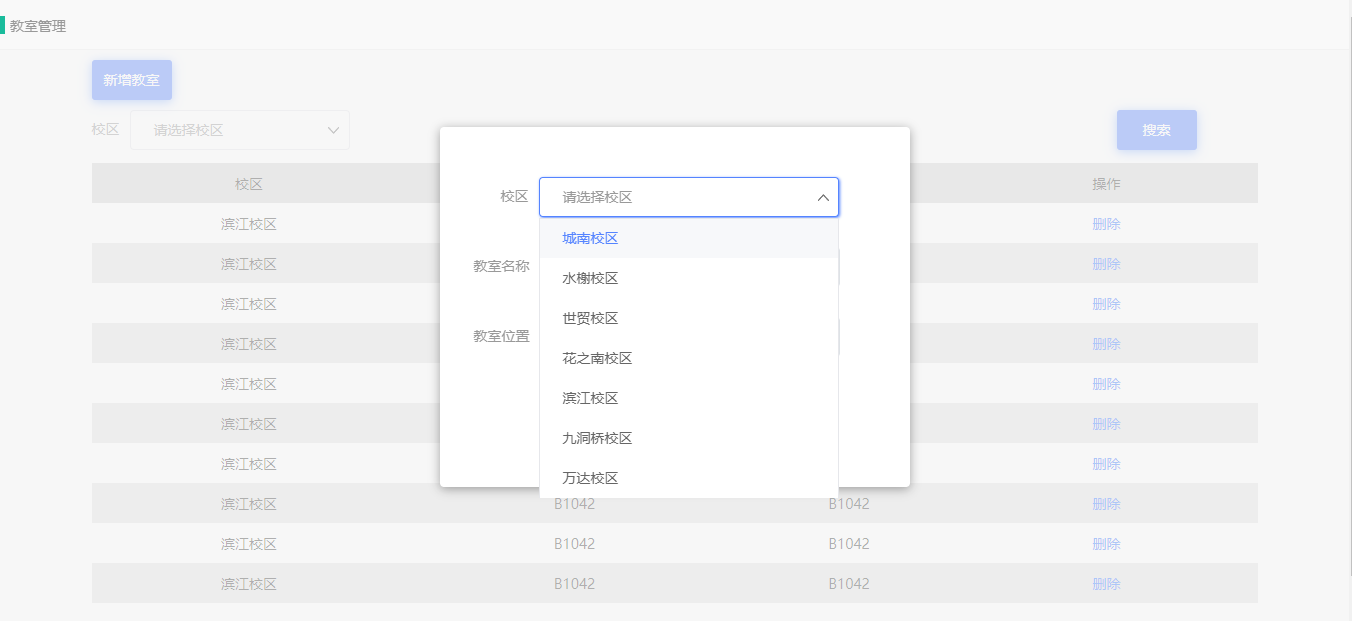 教室管理
新增教室
校区 请选择校区 搜索
校区 操作
滨江校区 删除
滨江校区 删除
滨江校区 删除
滨江校区 删除
滨江校区 删除
滨江校区 删除
滨江校区 删除
滨江校区 B1042 B1042 删除
滨江校区 B1042 B1042 删除
滨江校区 B1042 B1042 删除
校区 请选择校区
城南校区
教室名称
水榭校区
世贸校区
教室位置
花之南校区
滨江校区
九洞桥校区
万达校区